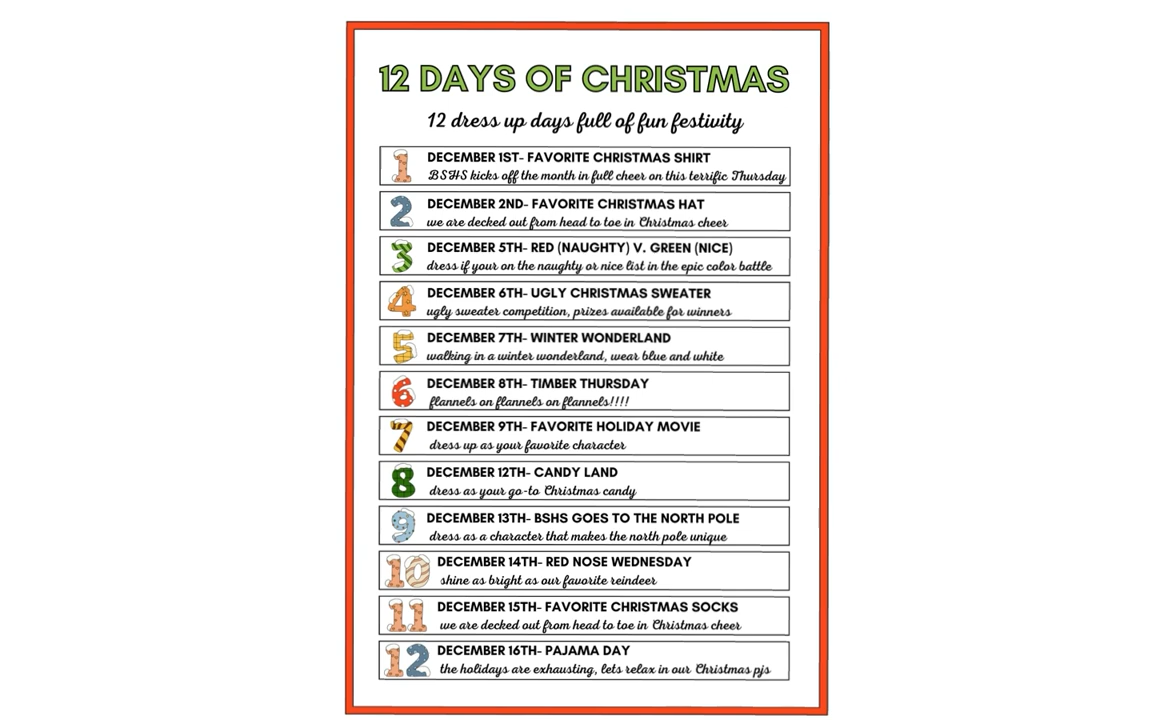 12 DAYS OF CHRISTMAS
12 dress up days full of fun festivity
1 DECEMBER 1ST- FAVORITE CHRISTMAS SHIRT
BSHS kicks off the month in full cheer on this terrific Thursday
2 DECEMBER 2ND- FAVORITE CHRISTMAS HAT
we are decked out from head to toe in Christmas cheer
3 DECEMBER 5TH- RED (NAUGHTY) V. GREEN (NICE)
dress if your on the naughty or nice list in the epic color battle
4 DECEMBER 6TH- UGLY CHRISTMAS SWEATER
ugly sweater competition, prizes available for winners
5 DECEMBER 7TH- WINTER WONDERLAND
walking in a winter wonderland, wear blue and white
6 DECEMBER 8TH- TIMBER THURSDAY
flannels on flannels on flannels!!!!
7 DECEMBER 9TH- FAVORITE HOLIDAY MOVIE
dress up as your favorite character
8 DECEMBER 12TH- CANDY LAND
dress as your go-to Christmas candy
9 DECEMBER 13TH- BSHS GOES TO THE NORTH POLE
dress as a character that makes the north pole unique
10 DECEMBER 14TH- RED NOSE WEDNESDAY
shine as bright as our favorite reindeer
11 DECEMBER 15TH- FAVORITE CHRISTMAS SOCKS
we are decked out from head to toe in Christmas cheer
12 DECEMBER 16TH- PAJAMA DAY
the holidays are exhausting, lets relax in our Christmas pjs